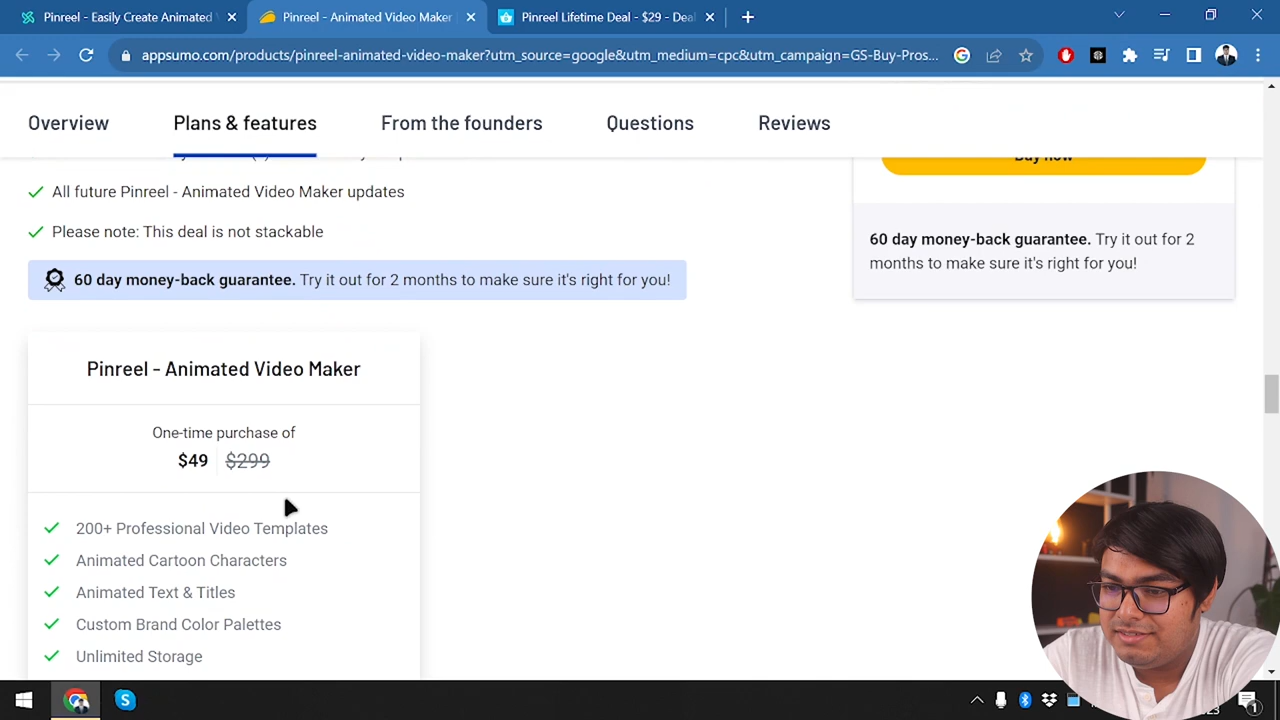 Pinreel - Easily Create Animated
Pinreel - Animated Video Maker
Pinreel Lifetime Deal - $29 - Deal
appsumo.com/products/pinreel-animated-video-maker?utm_source=google&utm_medium=cpc&utm_campaign=GS-Buy-Pros...
Overview
Plans & features
From the founders
Questions
Reviews
Buy now
All future Pinreel - Animated Video Maker updates
Please note: This deal is not stackable
60 day money-back guarantee. Try it out for 2 months to make sure it's right for you!
60 day money-back guarantee. Try it out for 2
months to make sure it's right for you!
Pinreel - Animated Video Maker
One-time purchase of
$49 $299
200+ Professional Video Templates
Animated Cartoon Characters
Animated Text & Titles
Custom Brand Color Palettes
Unlimited Storage